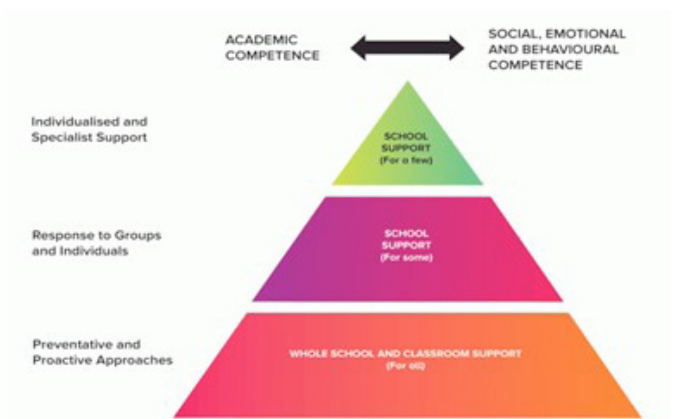 ACADEMIC
COMPETENCE
SOCIAL, EMOTIONAL
AND BEHAVIOURAL
COMPETENCE
Individualised and
Specialist Support
SCHOOL
SUPPORT
(For a few)
Response to Groups
and Individuals
SCHOOL
SUPPORT
(For some)
Preventative and
Proactive Approaches
WHOLE SCHOOL AND CLASSROOM SUPPORT
(For all)